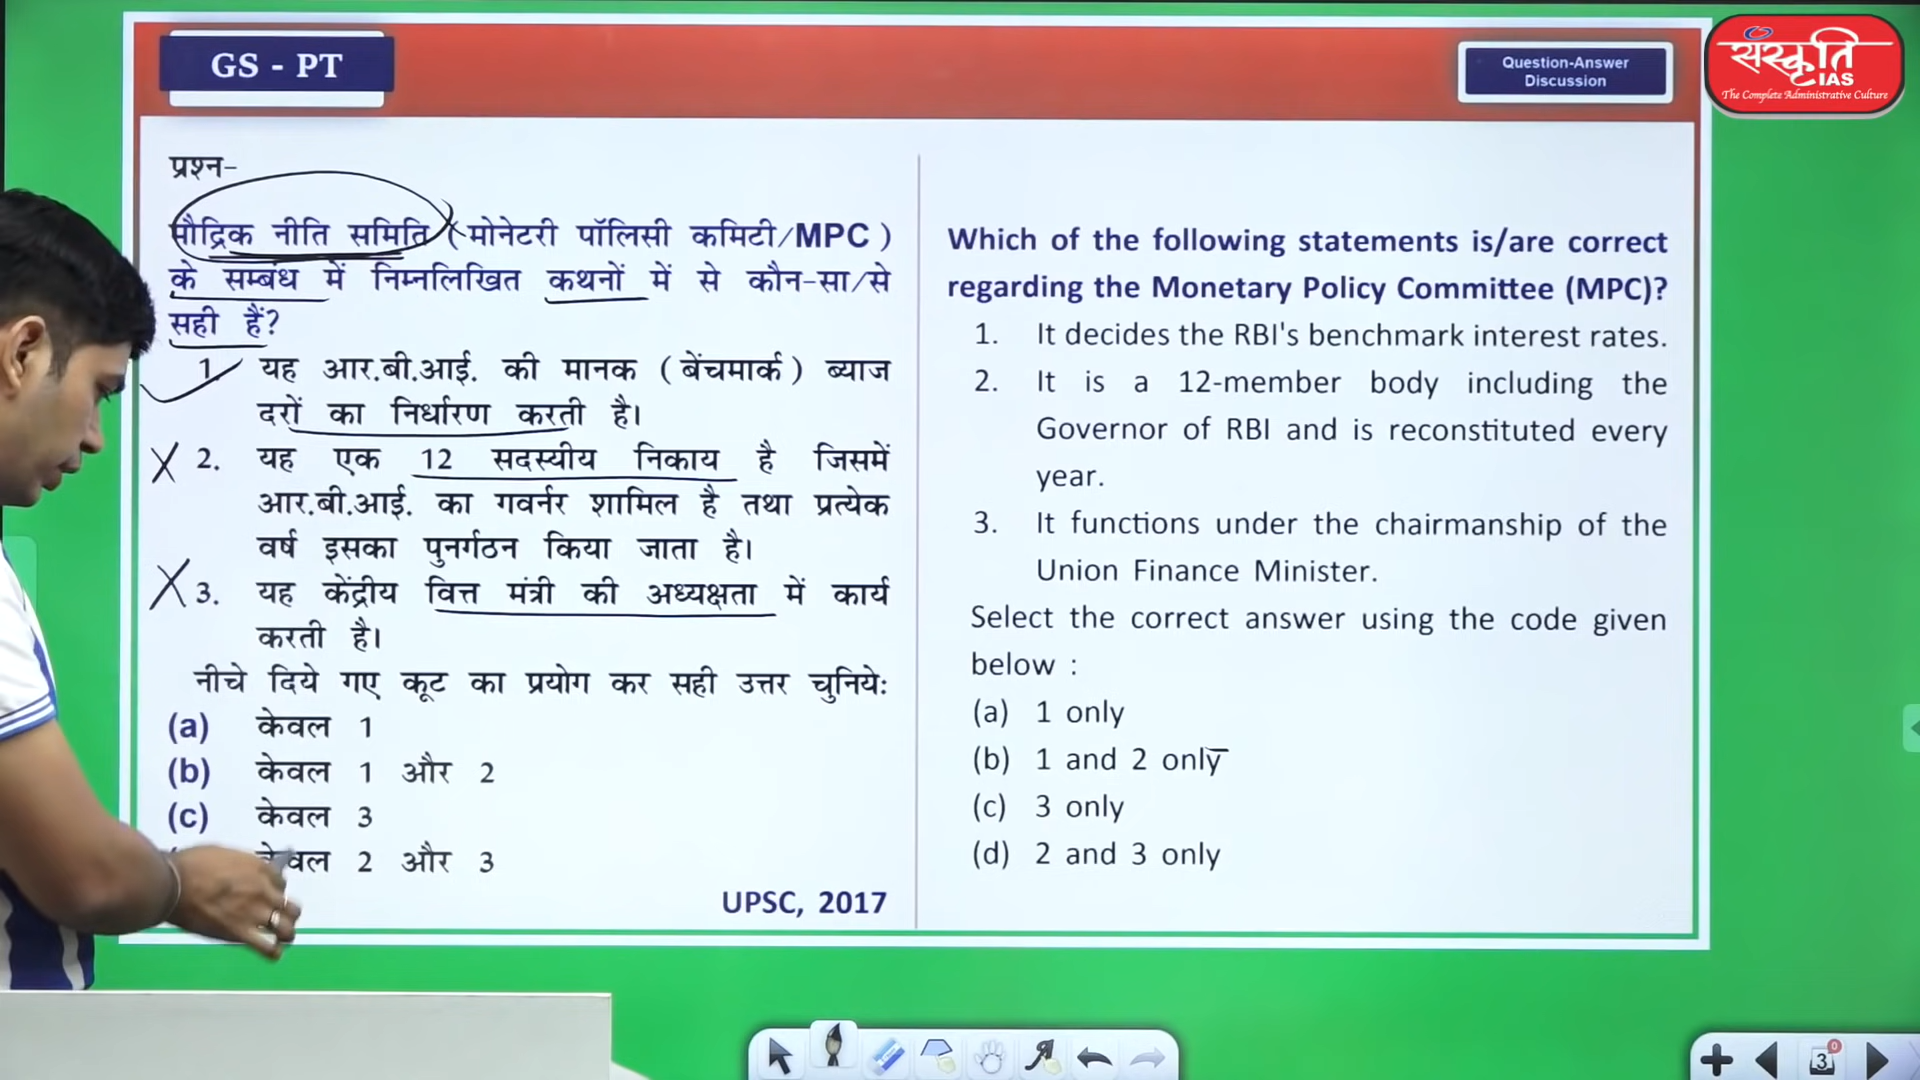 GS - PT
Question-Answer
Discussion
संस्कृति
IAS
The Complete Administrative Culture
प्रश्न-
मौद्रिक नीति समिति (मोनेटरी पॉलिसी कमिटी/MPC)
के सम्बंध में निम्नलिखित कथनों में से कौन-सा/से
सही हैं?
1. यह आर.बी.आई. की मानक (बेंचमार्क) ब्याज
दरों का निर्धारण करती है।
2. यह एक 12 सदस्यीय निकाय है जिसमें
आर.बी.आई. का गवर्नर शामिल है तथा प्रत्येक
वर्ष इसका पुनर्गठन किया जाता है।
3. यह केंद्रीय वित्त मंत्री की अध्यक्षता में कार्य
करती है।
नीचे दिये गए कूट का प्रयोग कर सही उत्तर चुनिये:
(a) केवल 1
(b) केवल 1 और 2
(c) केवल 3
केवल 2 और 3
UPSC, 2017
Which of the following statements is/are correct
regarding the Monetary Policy Committee (MPC)?
1. It decides the RBI's benchmark interest rates.
2. It is a 12-member body including the
Governor of RBI and is reconstituted every
year.
3. It functions under the chairmanship of the
Union Finance Minister.
Select the correct answer using the code given
below :
(a) 1 only
(b) 1 and 2 only
(c) 3 only
(d) 2 and 3 only
3
0